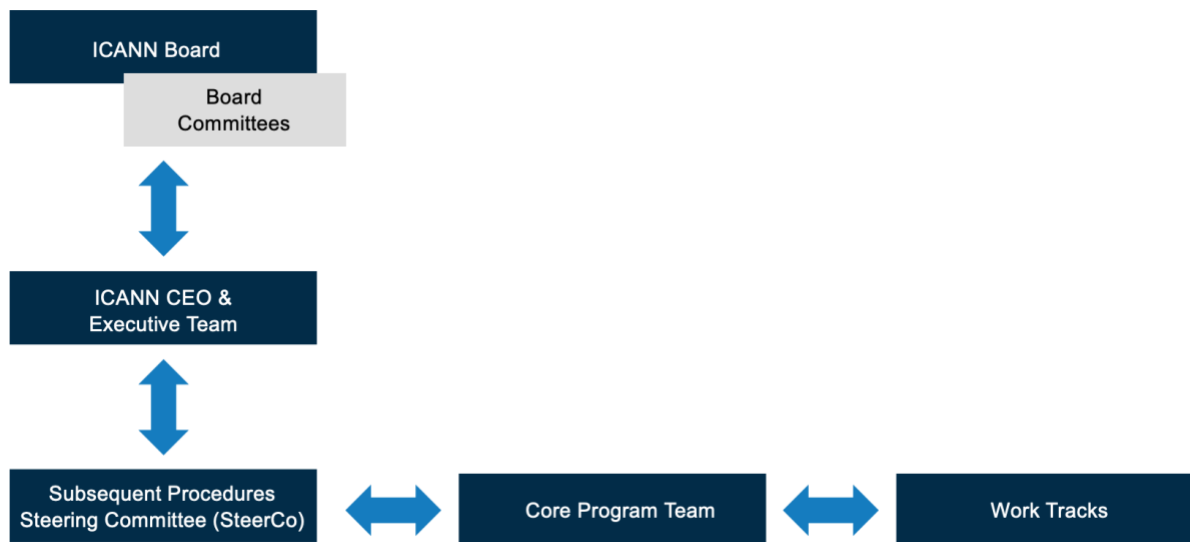 ICANN Board
Board
Committees
ICANN CEO &
Executive Team
Subsequent Procedures
Steering Committee (SteerCo)
Core Program Team
Work Tracks